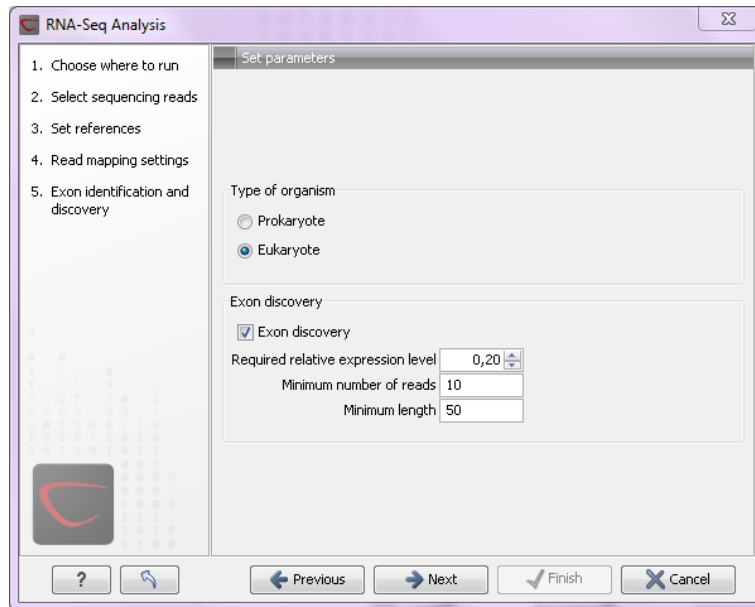 RNA-Seq Analysis
1. Choose where to run
2. Select sequencing reads
3. Set references
4. Read mapping settings
5. Exon identification and
discovery
Set parameters
Type of organism
Prokaryote
Eukaryote
Exon discovery
Exon discovery
Required relative expression level 0,20
Minimum number of reads 10
Minimum length 50
? Previous Next Finish Cancel